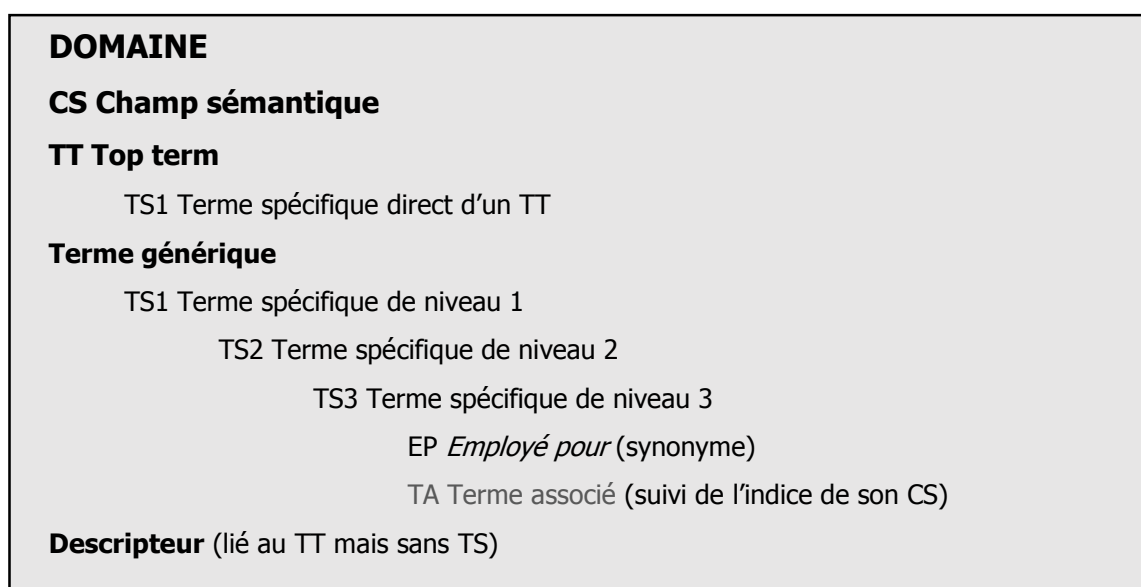 DOMAINE
CS Champ sémantique
TT Top term
TS1 Terme spécifique direct d’un TT
Terme générique
TS1 Terme spécifique de niveau 1
TS2 Terme spécifique de niveau 2
TS3 Terme spécifique de niveau 3
EP Employé pour (synonyme)
TA Terme associé (suivi de l’indice de son CS)
Descripteur (lié au TT mais sans TS)